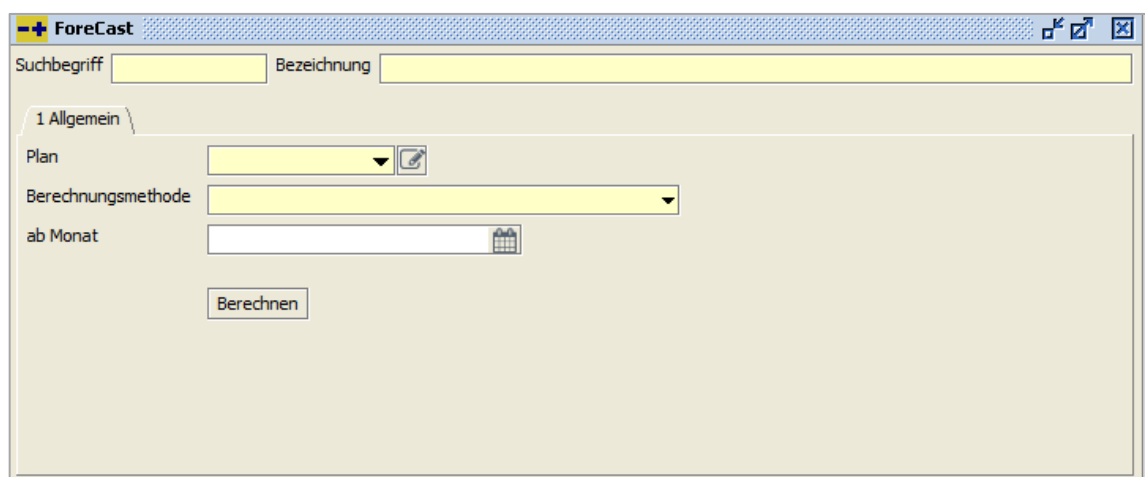 ForeCast
Suchbegriff Bezeichnung
1 Allgemein
Plan
Berechnungsmethode
ab Monat
Berechnen